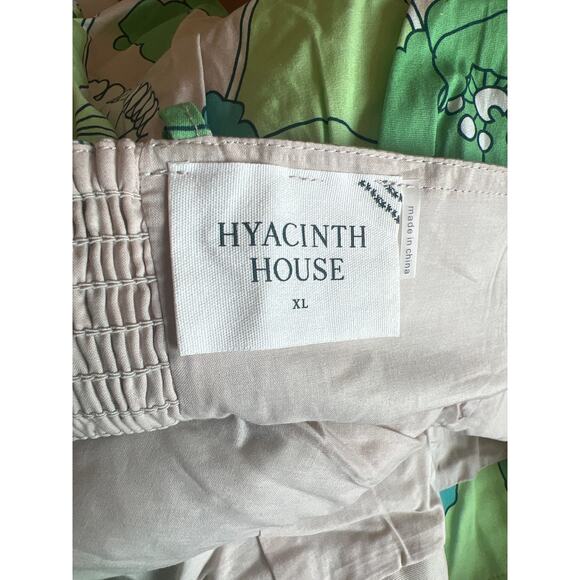 HYACINTH
HOUSE
XL
made in china